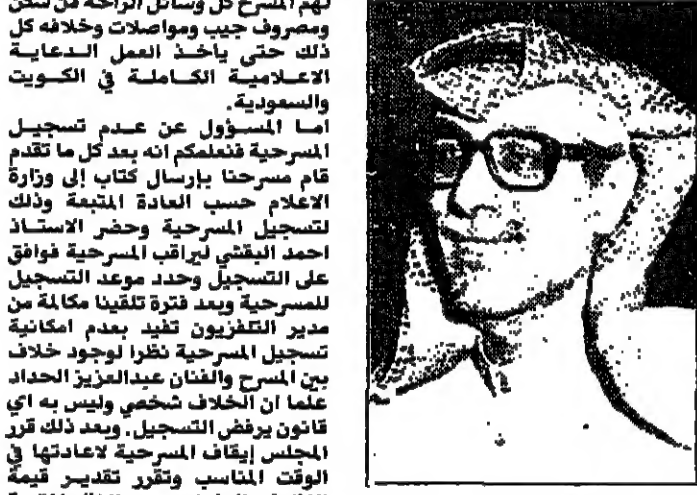 لهم المسرح كل وسائل الراحة من سكن
ومصروف جيب ومواصلات وخلافه كل
ذلك حتى يأخذ العمل الدعاية
الاعلامية الكاملة في الكويت
والسعودية.
اما المسؤول عن عدم تسجيل
المسرحية فنعلمكم انه بعد كل ما تقدم
قام مسرحنا بإرسال كتاب إلى وزارة
الاعلام حسب العادة المتبعة وذلك
لتسجيل المسرحية وحضر الاستاذ
احمد البقشي ليراقب المسرحية فوافق
على التسجيل وحدد موعد التسجيل
للمسرحية وبعد فترة تلقينا مكالمة من
مدير التلفزيون تفيد بعدم امكانية
تسجيل المسرحية نظرا لوجود خلاف
بين المسرح والفنان عبدالعزيز الحداد
علما ان الخلاف شخصي وليس به اي
قانون يرفض التسجيل. وبعد ذلك قرر
المجلس إيقاف المسرحية لاعادتها في
الوقت المناسب وتقرر تقدير قيمة